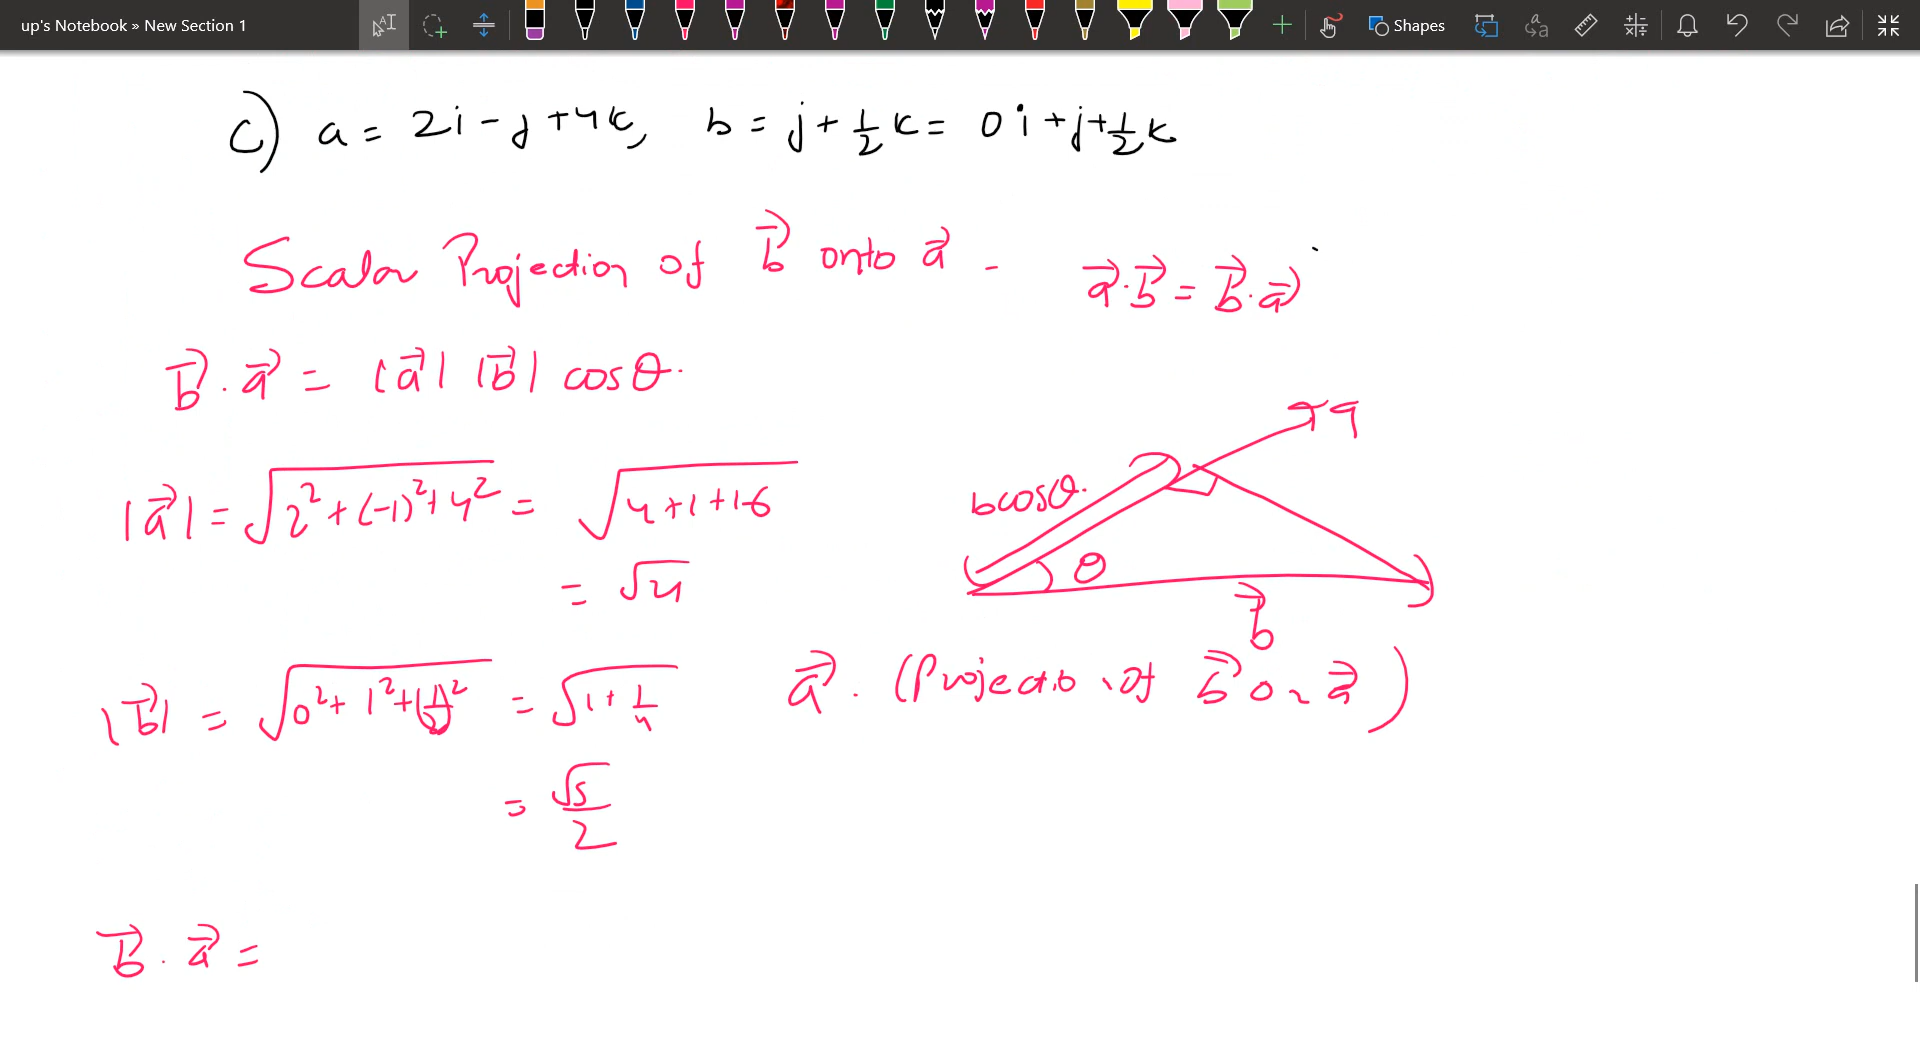 up's Notebook » New Section 1
Shapes
c) a = 2i - j + 4k, b = j + 1/2 k = 0i + j + 1/2 k
Scalar Projection of b⃗ onto a⃗ - a⃗.b⃗ = b⃗.a⃗
b⃗ . a⃗ = |a⃗| |b⃗| cosθ.
a
bcosθ.
|a⃗| = √(2² + (-1)² + 4²) = √(4+1+16)
θ
= √21
b⃗
|b⃗| = √(0² + 1² + (1/2)²) = √(1 + 1/4)
a⃗ . (Projectio of b⃗ on a⃗)
= √5/2
b⃗ . a⃗ =